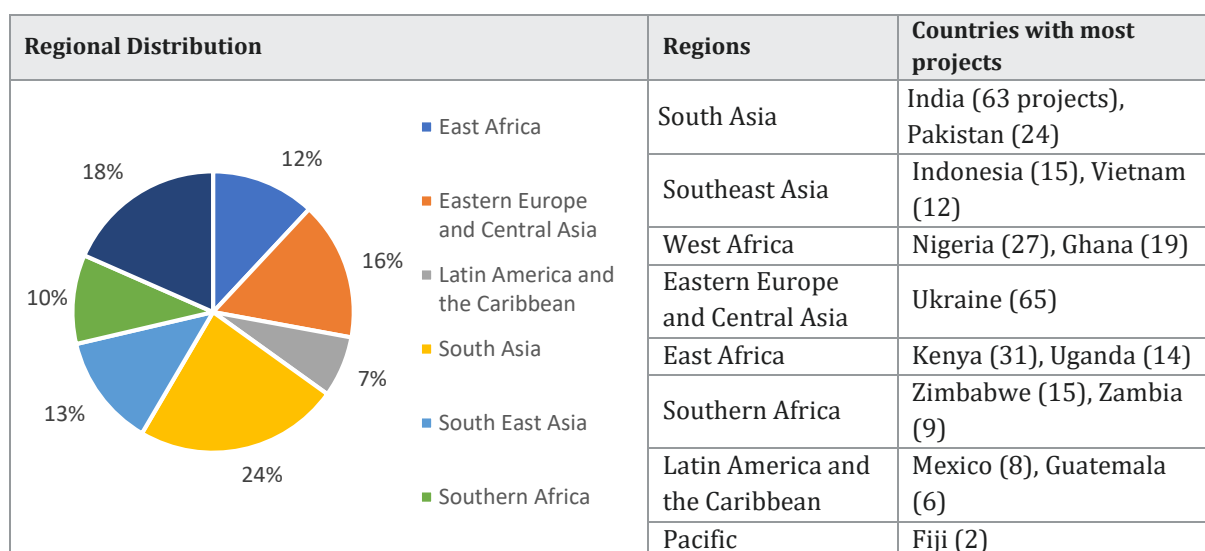 Regional Distribution
Regions
Countries with most
projects
18%
12%
16%
7%
24%
13%
10%
East Africa
Eastern Europe
and Central Asia
Latin America and
the Caribbean
South Asia
South East Asia
Southern Africa
South Asia
India (63 projects),
Pakistan (24)
Southeast Asia
Indonesia (15), Vietnam
(12)
West Africa
Nigeria (27), Ghana (19)
Eastern Europe
and Central Asia
Ukraine (65)
East Africa
Kenya (31), Uganda (14)
Southern Africa
Zimbabwe (15), Zambia
(9)
Latin America and
the Caribbean
Mexico (8), Guatemala
(6)
Pacific
Fiji (2)